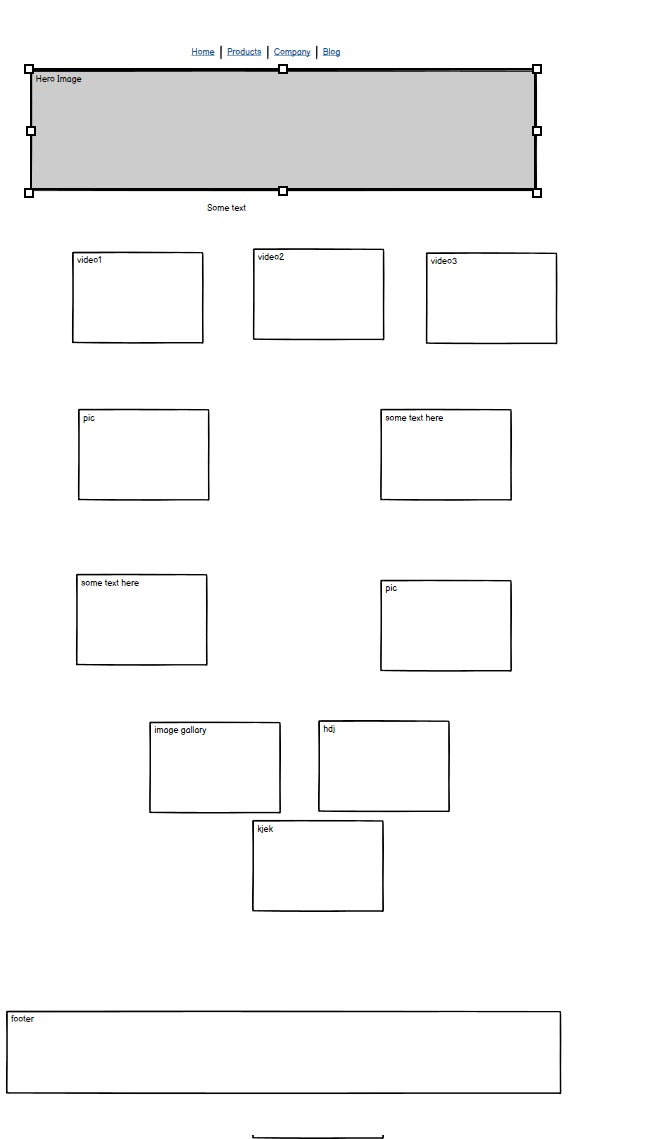 Home | Products | Company | Blog
Hero Image
Some text
video1
video2
video3
pic
some text here
some text here
pic
image gallary
hdj
kjek
footer